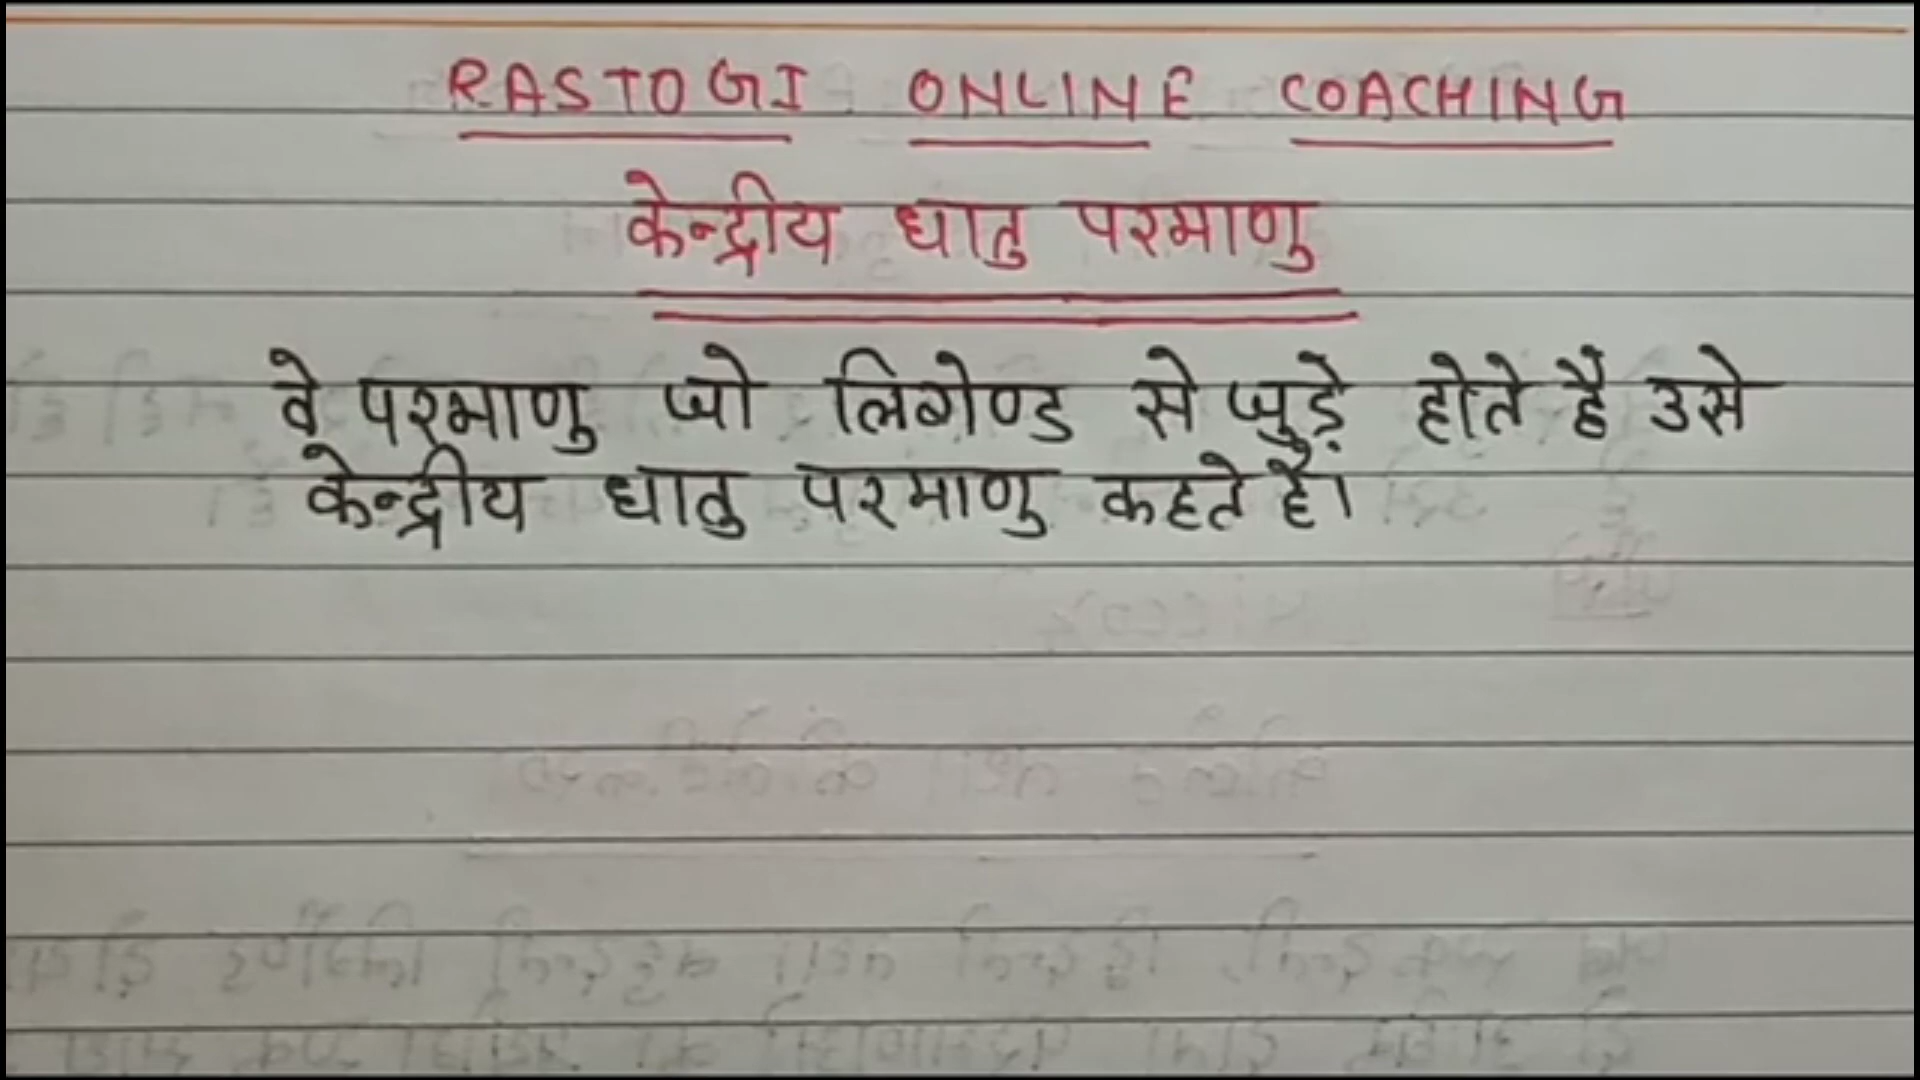 RASTOGI ONLINE COACHING
केन्द्रीय धातु परमाणु
वे परमाणु जो लिगेण्ड से जुड़े होते है उसे
केन्द्रीय धातु परमाणु कहते है।